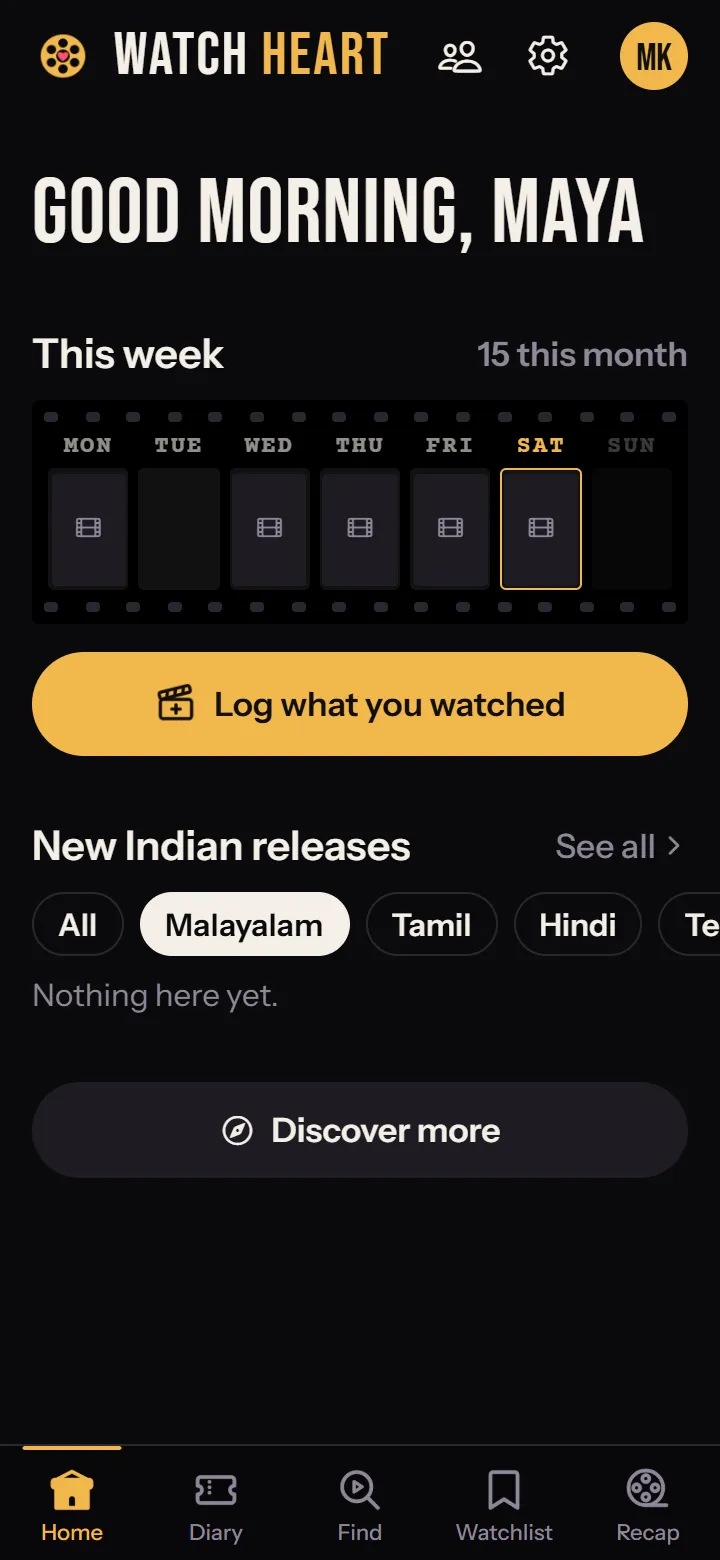 WATCH HEART MK
GOOD MORNING, MAYA
This week 15 this month
MON TUE WED THU FRI SAT SUN
Log what you watched
New Indian releases See all
All Malayalam Tamil Hindi Te
Nothing here yet.
Discover more
Home Diary Find Watchlist Recap